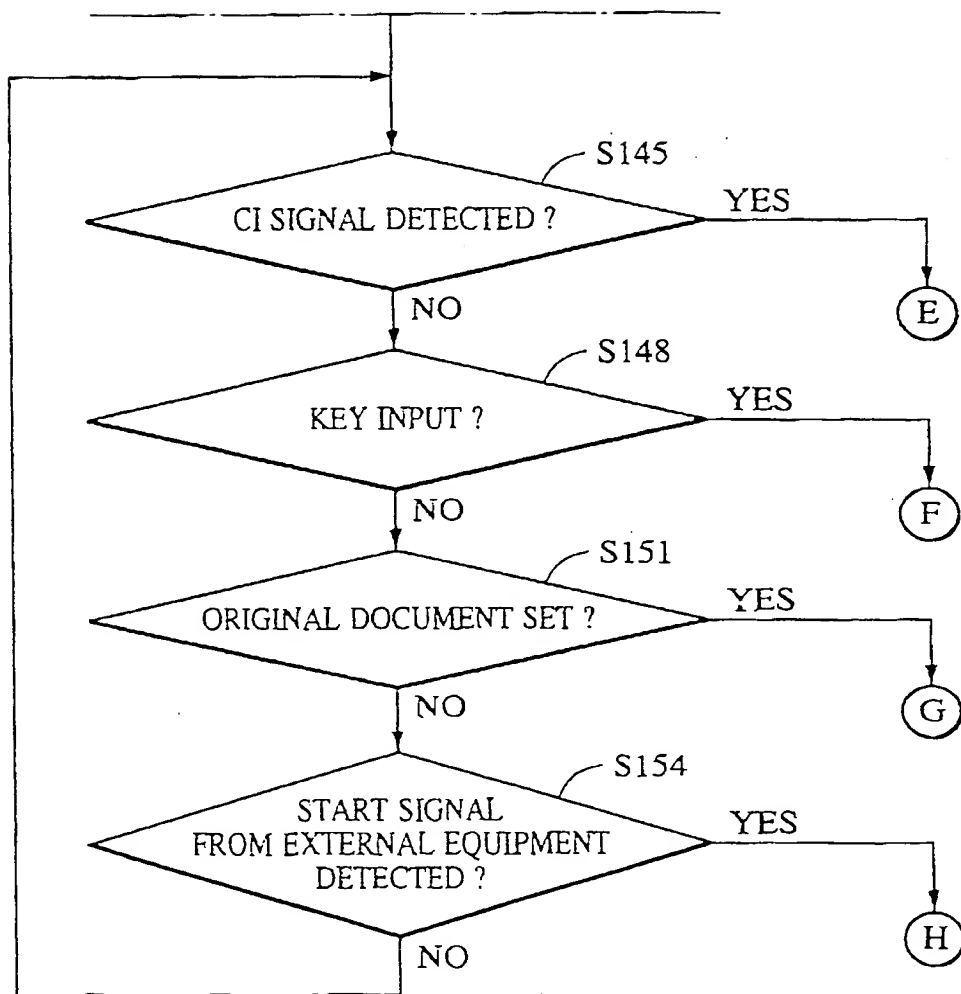 S145
CI SIGNAL DETECTED ?
YES
E
NO
S148
KEY INPUT ?
YES
F
NO
S151
ORIGINAL DOCUMENT SET ?
YES
G
NO
S154
START SIGNAL
FROM EXTERNAL EQUIPMENT
DETECTED ?
YES
H
NO